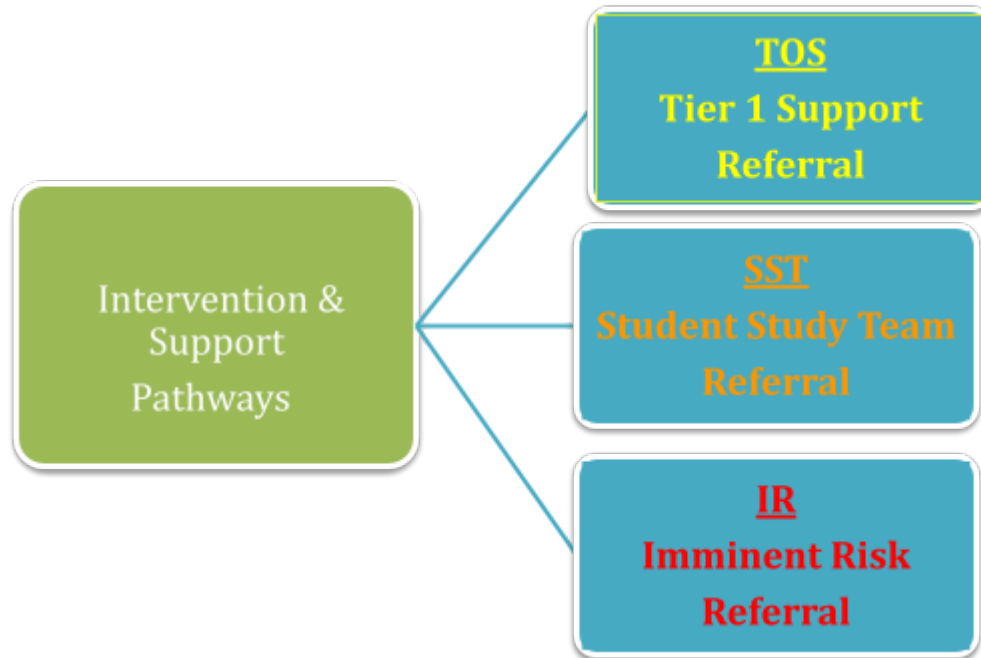 Intervention &
Support
Pathways
TOS
Tier 1 Support
Referral
SST
Student Study Team
Referral
IR
Imminent Risk
Referral